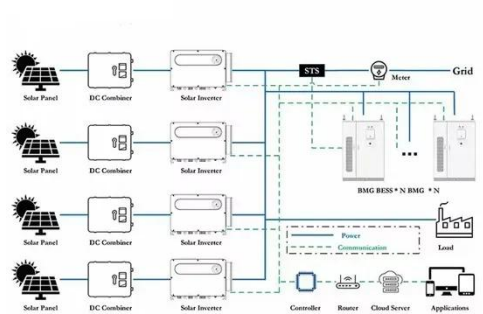 STS
Meter
Grid
Solar Panel DC Combiner Solar Inverter
Solar Panel DC Combiner Solar Inverter
BMG BESS * N BMG * N
Solar Panel DC Combiner Solar Inverter
Power
Communication
Load
Solar Panel DC Combiner Solar Inverter
Controller Router Cloud Server Applications